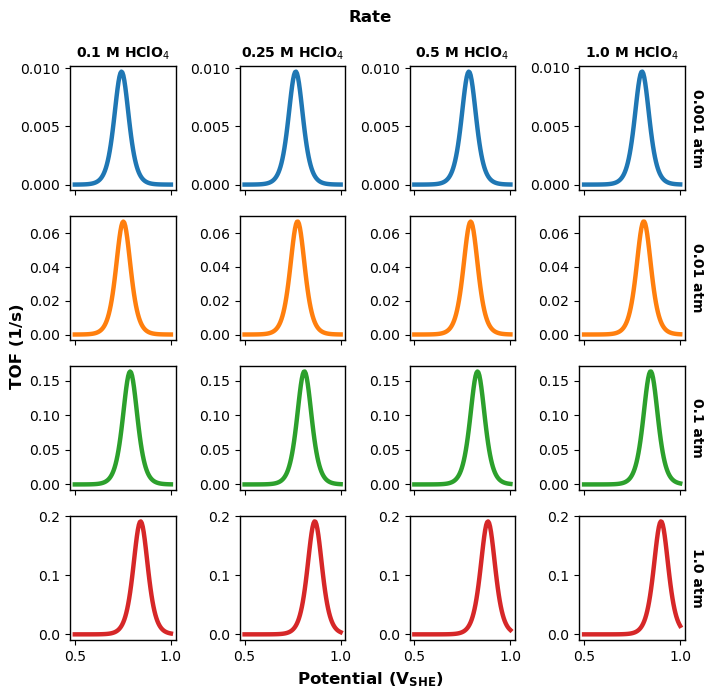 Rate
0.1 M HClO4 0.25 M HClO4 0.5 M HClO4 1.0 M HClO4
0.010 0.010 0.010 0.010
0.005 0.005 0.005 0.005
0.000 0.000 0.000 0.000
0.001 atm
0.06 0.06 0.06 0.06
0.04 0.04 0.04 0.04
0.02 0.02 0.02 0.02
0.00 0.00 0.00 0.00
0.01 atm
TOF (1/s)
0.15 0.15 0.15 0.15
0.10 0.10 0.10 0.10
0.05 0.05 0.05 0.05
0.00 0.00 0.00 0.00
0.1 atm
0.2 0.2 0.2 0.2
0.1 0.1 0.1 0.1
0.0 0.0 0.0 0.0
1.0 atm
0.5 1.0 0.5 1.0 0.5 1.0 0.5 1.0
Potential (VSHE)